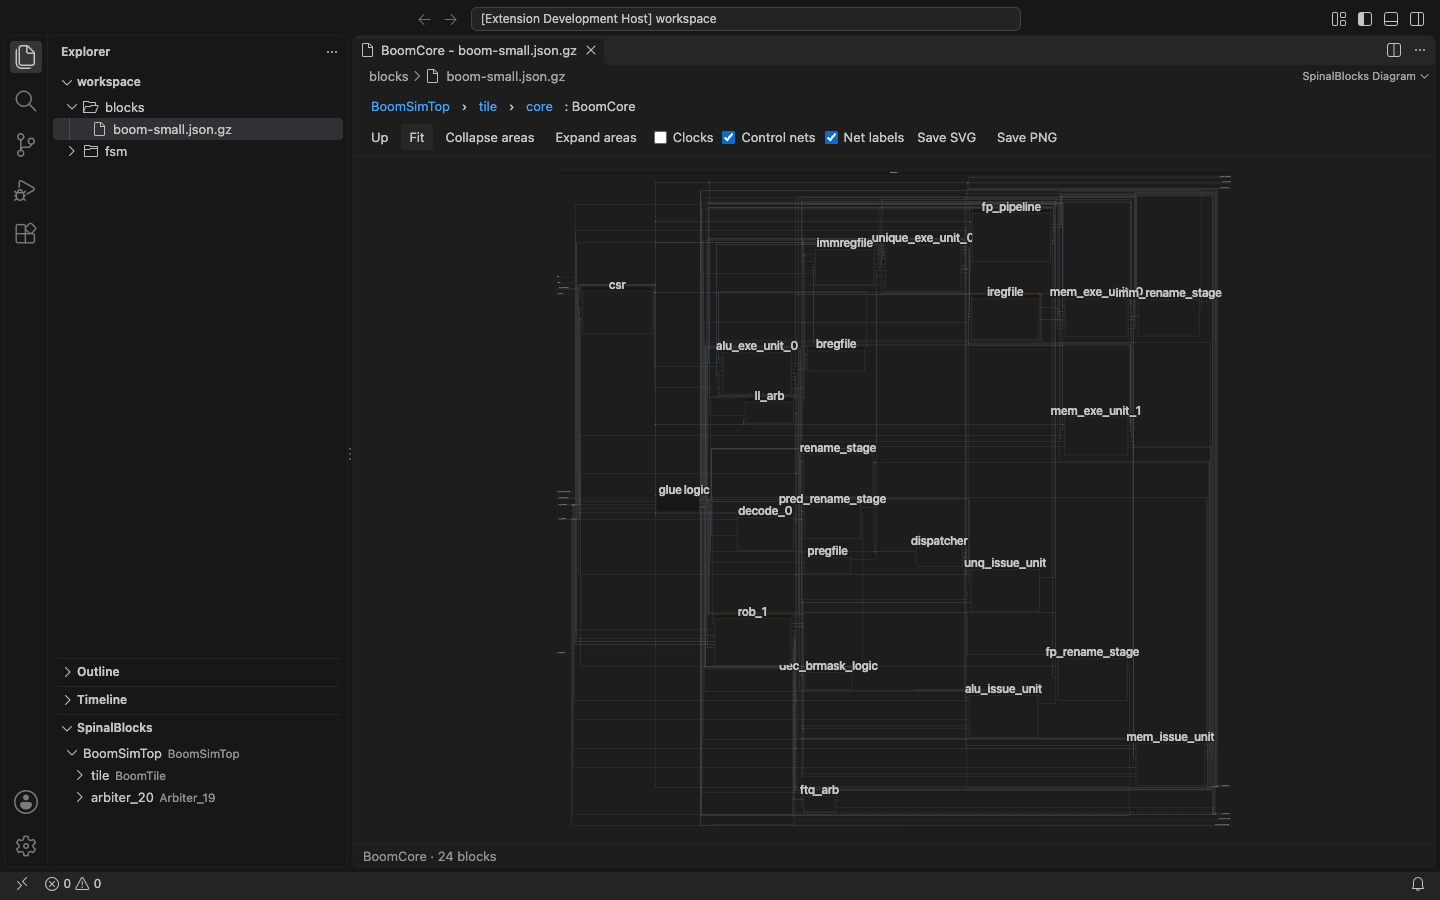 [Extension Development Host] workspace
Explorer
workspace
blocks
boom-small.json.gz
fsm
Outline
Timeline
SpinalBlocks
BoomSimTop BoomSimTop
tile BoomTile
arbiter_20 Arbiter_19
BoomCore - boom-small.json.gz
blocks > boom-small.json.gz
SpinalBlocks Diagram
BoomSimTop › tile › core : BoomCore
Up Fit Collapse areas Expand areas Clocks Control nets Net labels Save SVG Save PNG
fp_pipeline
unique_exe_unit_0
immregfile
csr
iregfile
mem_exe_unit_0
imm_rename_stage
alu_exe_unit_0
bregfile
ll_arb
mem_exe_unit_1
rename_stage
glue logic
pred_rename_stage
decode_0
dispatcher
pregfile
unq_issue_unit
rob_1
fp_rename_stage
dec_brmask_logic
alu_issue_unit
mem_issue_unit
ftq_arb
BoomCore · 24 blocks
0 0